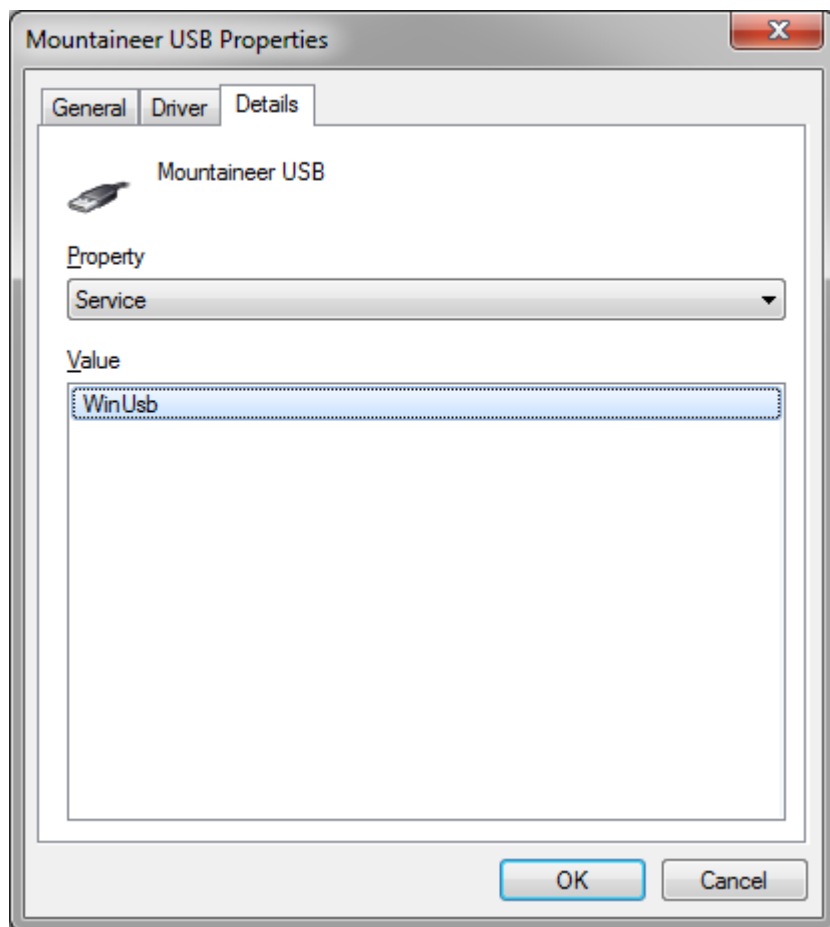 Mountaineer USB Properties
General Driver Details
Mountaineer USB
Property
Service
Value
WinUsb
OK Cancel